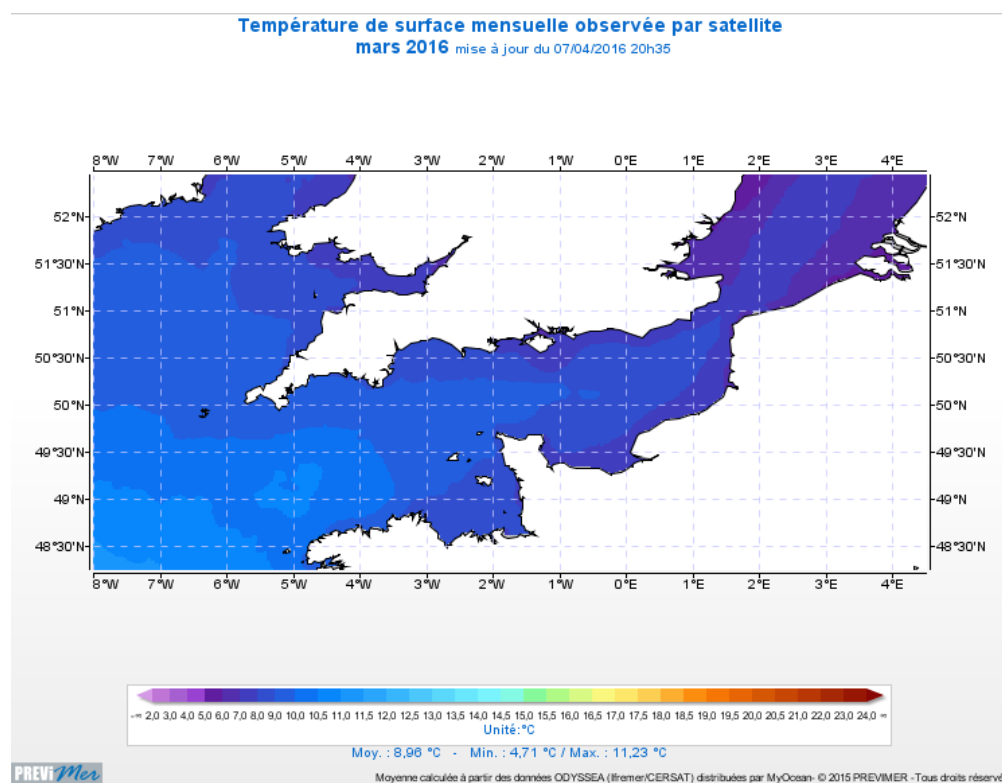 Température de surface mensuelle observée par satellite
mars 2016 mise à jour du 07/04/2016 20h35
8°W 7°W 6°W 5°W 4°W 3°W 2°W 1°W 0°E 1°E 2°E 3°E 4°E
52°N 52°N
51°30'N 51°30'N
51°N 51°N
50°30'N 50°30'N
50°N 50°N
49°30'N 49°30'N
49°N 49°N
48°30'N 48°30'N
8°W 7°W 6°W 5°W 4°W 3°W 2°W 1°W 0°E 1°E 2°E 3°E 4°E
-∞ 2,0 3,0 4,0 5,0 6,0 7,0 8,0 9,0 10,0 10,5 11,0 11,5 12,0 12,5 13,0 13,5 14,0 14,5 15,0 15,5 16,0 16,5 17,0 17,5 18,0 18,5 19,0 19,5 20,0 20,5 21,0 22,0 23,0 24,0 ∞
Unité:°C
Moy. : 8,96 °C - Min. : 4,71 °C / Max. : 11,23 °C
PREVIMer
Moyenne calculée à partir des données ODYSSEA (Ifremer/CERSAT) distribuées par MyOcean- © 2015 PREVIMER -Tous droits réservé